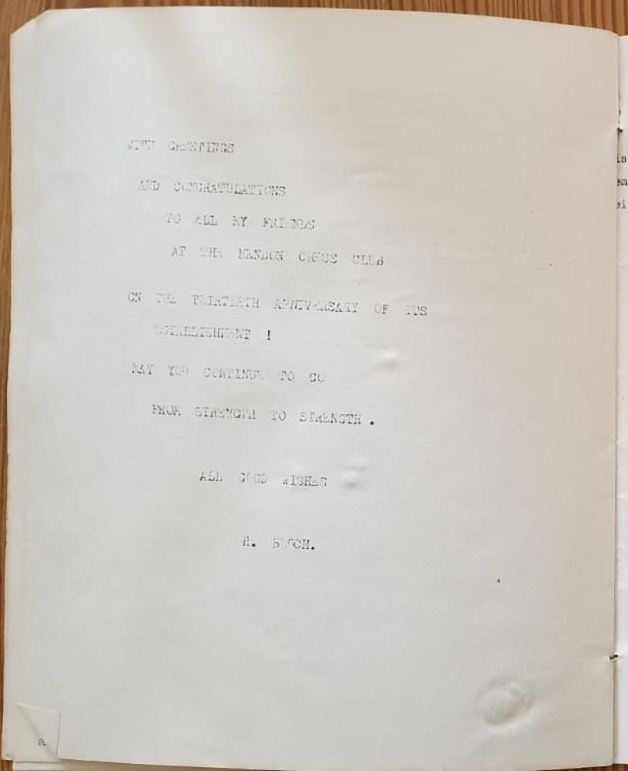 WITH GREETINGS
AND CONGRATULATIONS
TO ALL MY FRIENDS
AT THE HENDON CHESS CLUB
ON THE THIRTIETH ANNIVERSARY OF ITS
ESTABLISHMENT !
MAY YOU CONTINUE TO GO
FROM STRENGTH TO STRENGTH .
ALL GOOD WISHES